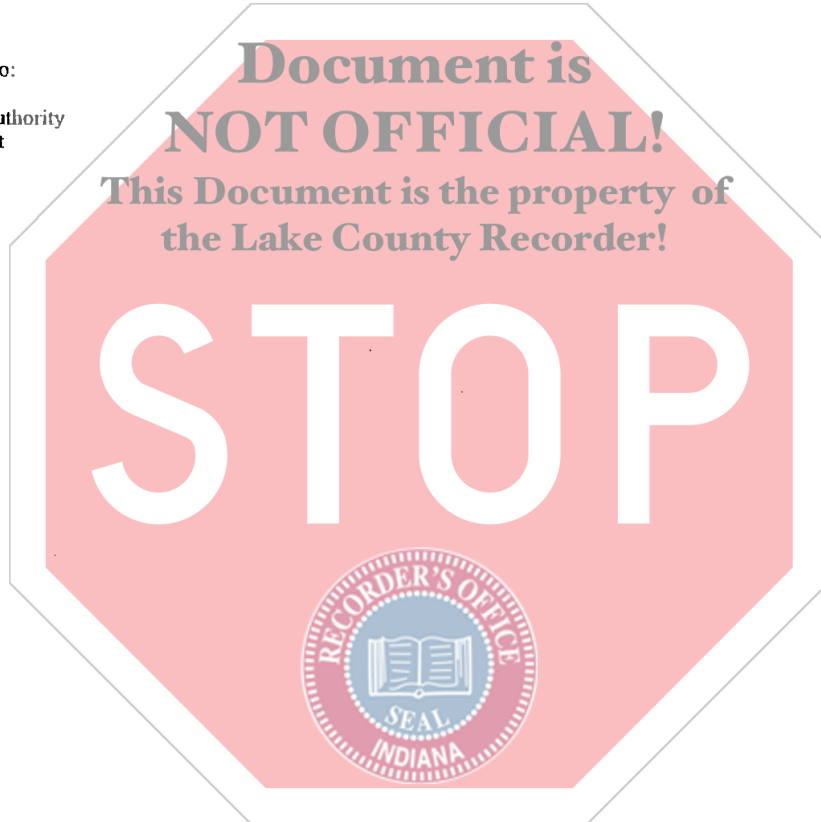 o:
uthority
t
Document is
NOT OFFICIAL!
This Document is the property of
the Lake County Recorder!
STOP
RECORDER'S OFFICE
SEAL
INDIANA